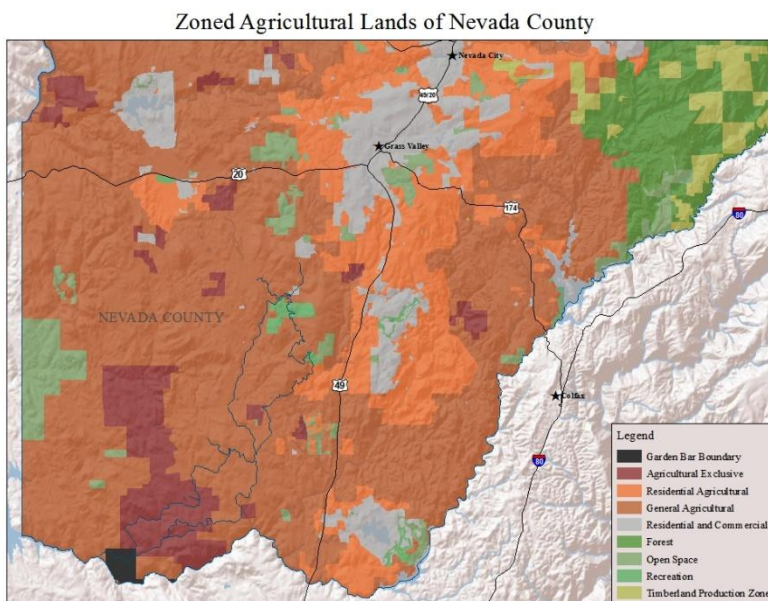 Zoned Agricultural Lands of Nevada County
Nevada City
49/20
Grass Valley
20
174
80
NEVADA COUNTY
49
Colfax
80
Legend
Garden Bar Boundary
Agricultural Exclusive
Residential Agricultural
General Agricultural
Residential and Commercial
Forest
Open Space
Recreation
Timberland Production Zone